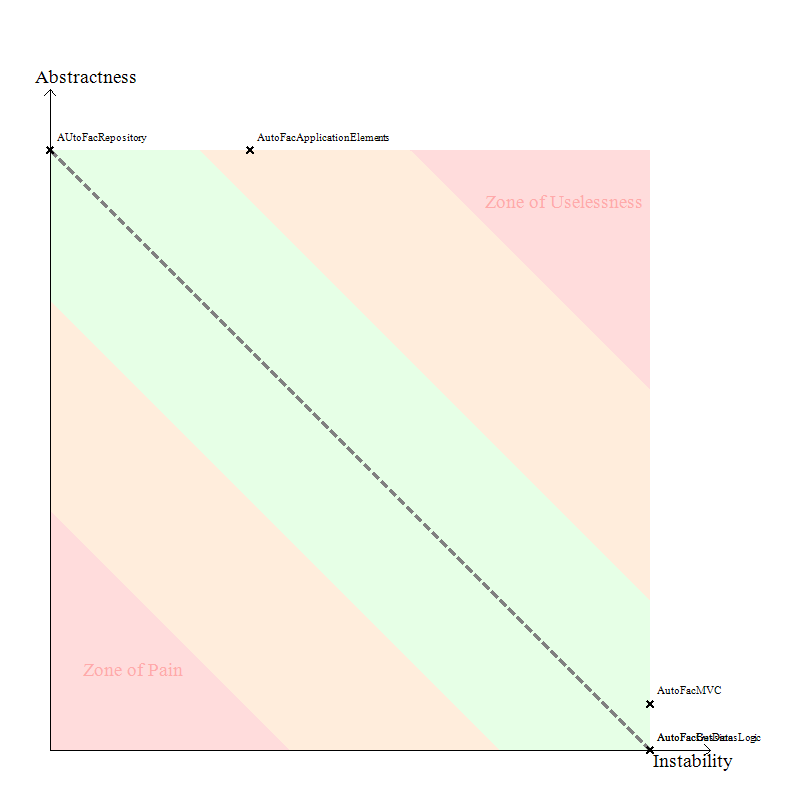 Abstractness
AUtoFacRepository
AutoFacApplicationElements
Zone of Uselessness
Zone of Pain
AutoFacMVC
Instability